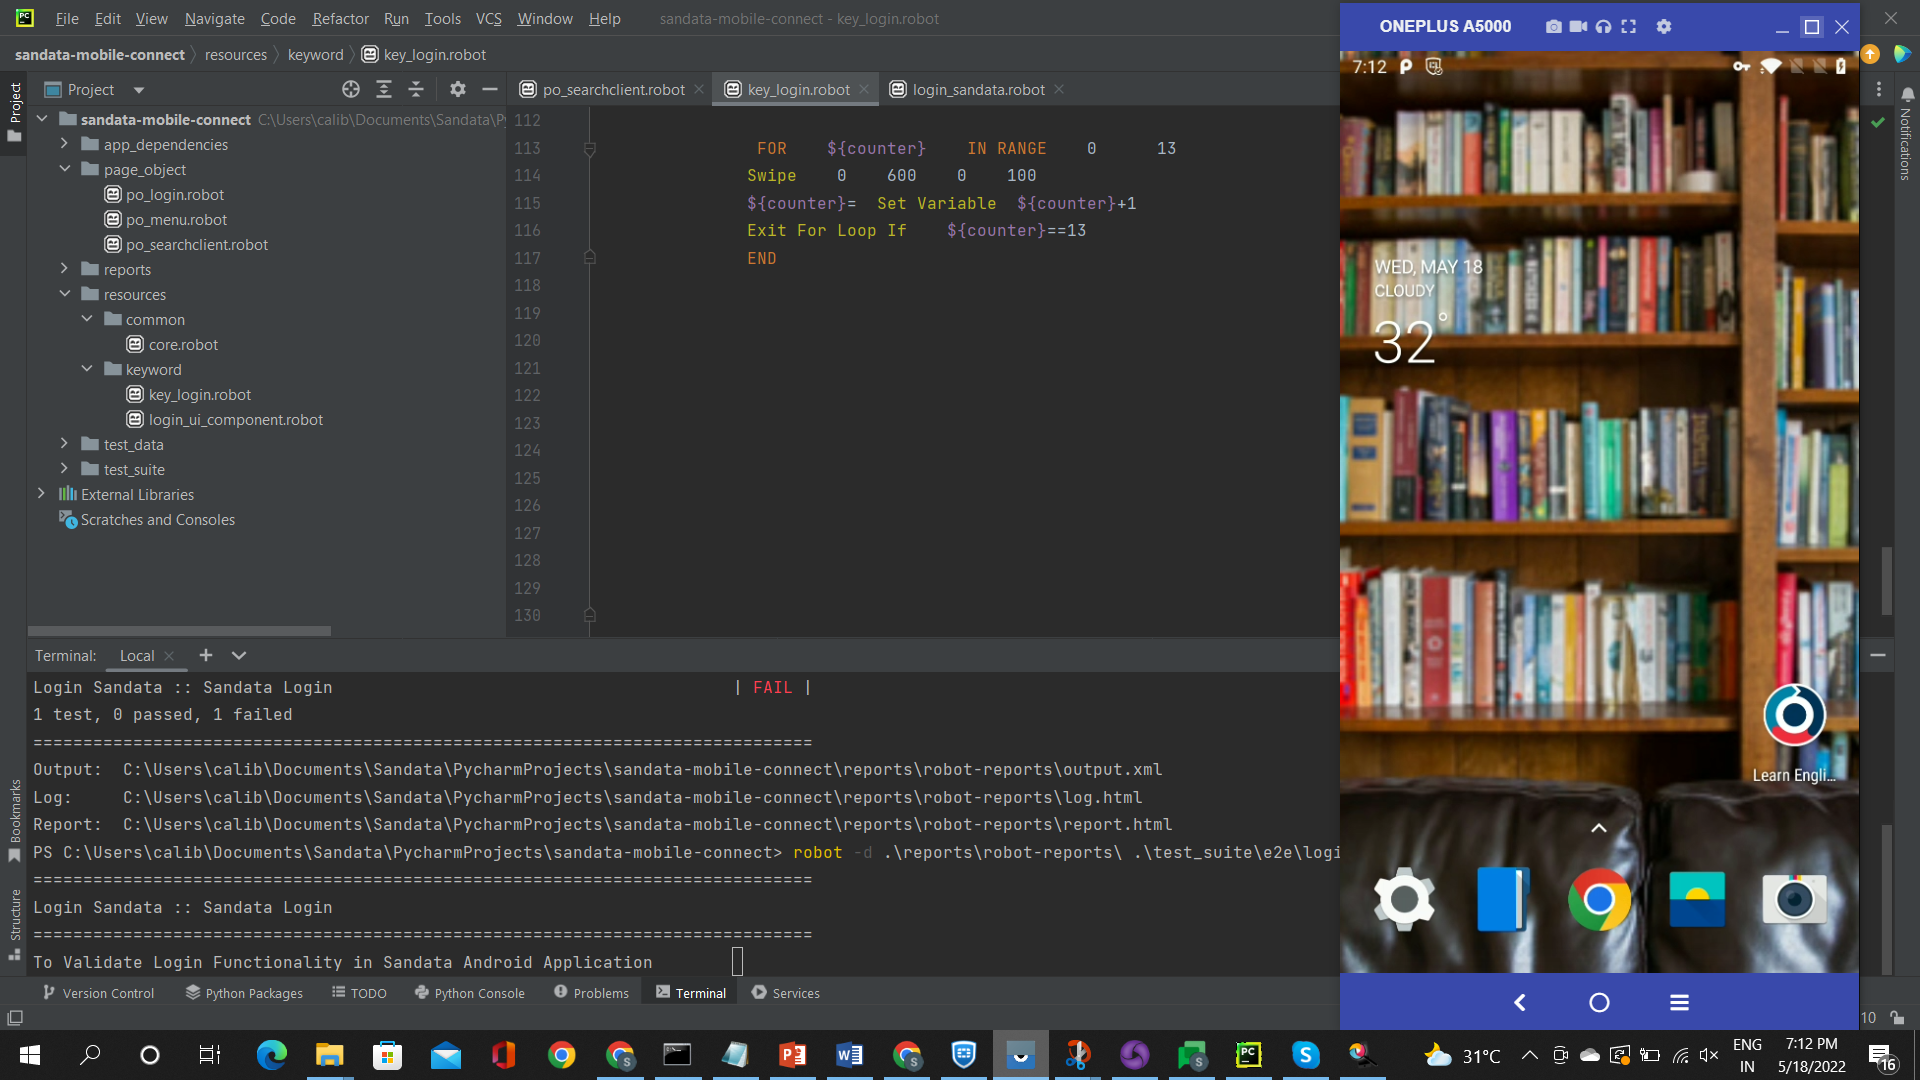 File Edit View Navigate Code Refactor Run Tools VCS Window Help sandata-mobile-connect - key_login.robot
sandata-mobile-connect resources keyword key_login.robot
Project
Project
sandata-mobile-connect C:\Users\calib\Documents\Sandata\P
app_dependencies
page_object
po_login.robot
po_menu.robot
po_searchclient.robot
reports
resources
common
core.robot
keyword
key_login.robot
login_ui_component.robot
test_data
test_suite
External Libraries
Scratches and Consoles
po_searchclient.robot key_login.robot login_sandata.robot
112
113 FOR ${counter} IN RANGE 0 13
114 Swipe 0 600 0 100
115 ${counter}= Set Variable ${counter}+1
116 Exit For Loop If ${counter}==13
117 END
118
119
120
121
122
123
124
125
126
127
128
129
130
Notifications
ONEPLUS A5000
7:12
WED, MAY 18
CLOUDY
32°
Learn Engli...
Terminal: Local
Login Sandata :: Sandata Login | FAIL |
1 test, 0 passed, 1 failed
==============================================================================
Output: C:\Users\calib\Documents\Sandata\PycharmProjects\sandata-mobile-connect\reports\robot-reports\output.xml
Log: C:\Users\calib\Documents\Sandata\PycharmProjects\sandata-mobile-connect\reports\robot-reports\log.html
Report: C:\Users\calib\Documents\Sandata\PycharmProjects\sandata-mobile-connect\reports\robot-reports\report.html
PS C:\Users\calib\Documents\Sandata\PycharmProjects\sandata-mobile-connect> robot -d .\reports\robot-reports\ .\test_suite\e2e\logi
==============================================================================
Login Sandata :: Sandata Login
==============================================================================
To Validate Login Functionality in Sandata Android Application
Bookmarks
Structure
Version Control Python Packages TODO Python Console Problems Terminal Services
10
31°C
ENG
IN
7:12 PM
5/18/2022
16